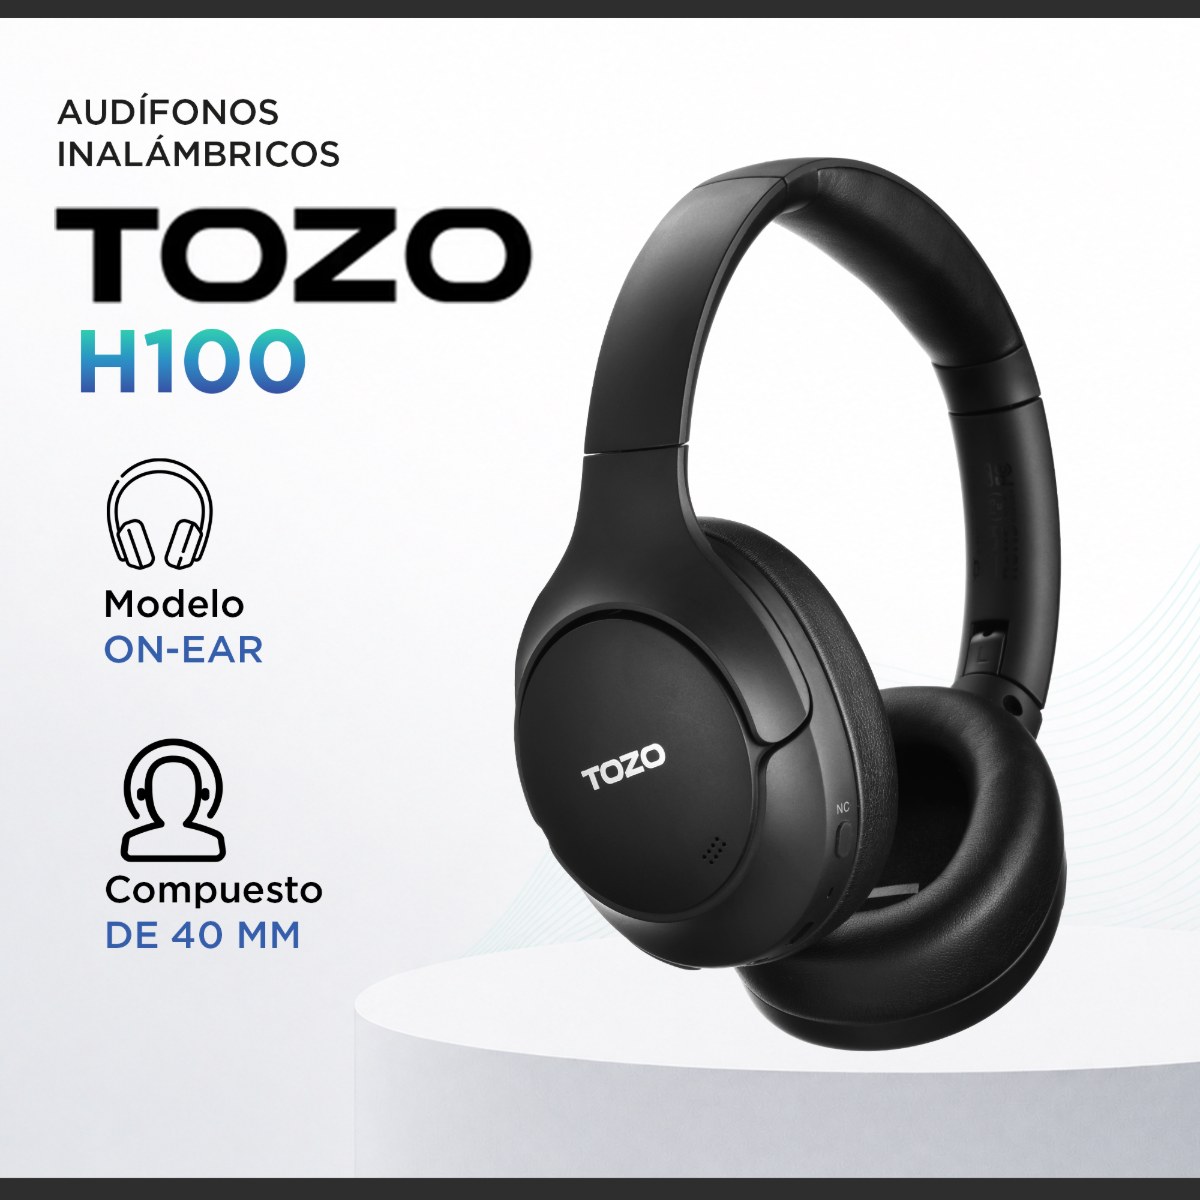 AUDÍFONOS
INALÁMBRICOS
TOZO
H100
Modelo
ON-EAR
Compuesto
DE 40 MM
TOZO
NC